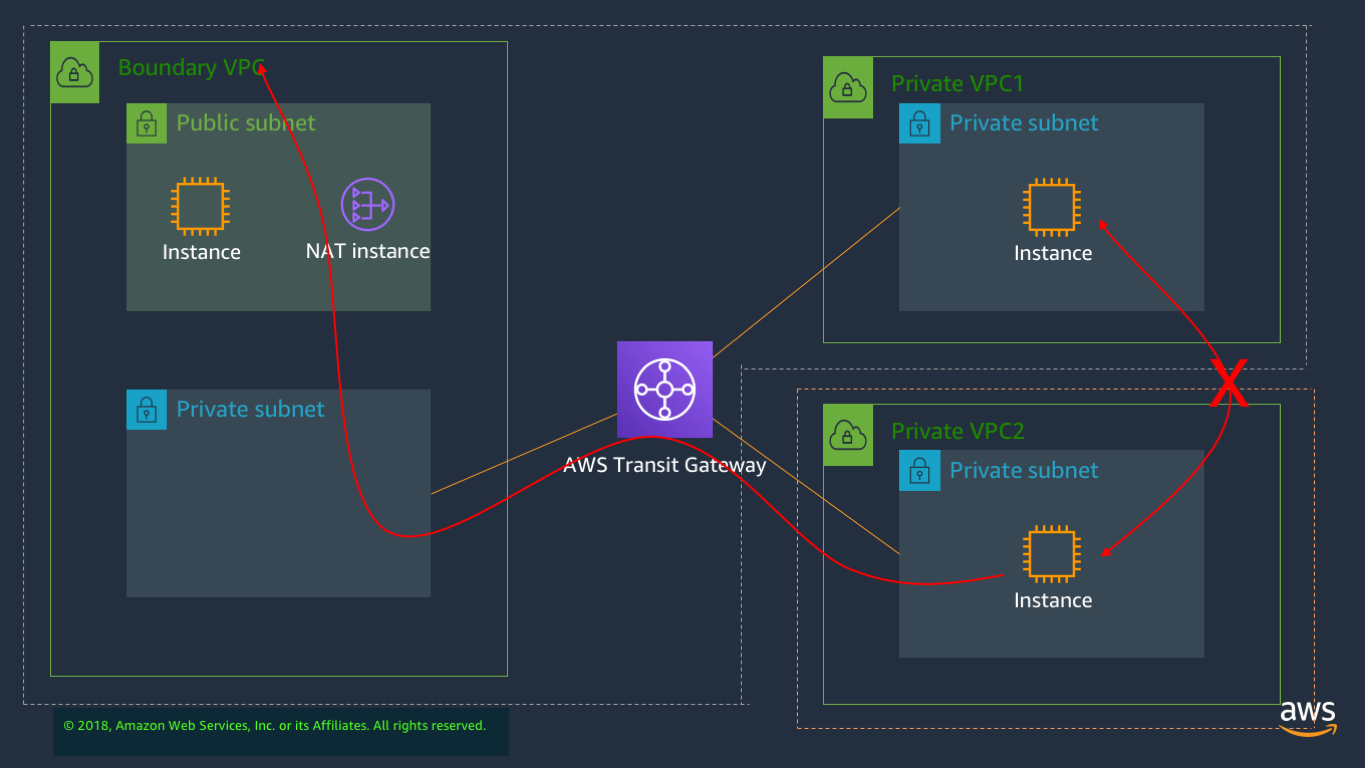 Boundary VPC
Public subnet
Instance
NAT instance
Private subnet
AWS Transit Gateway
Private VPC1
Private subnet
Instance
X
Private VPC2
Private subnet
Instance
© 2018, Amazon Web Services, Inc. or its Affiliates. All rights reserved.
aws